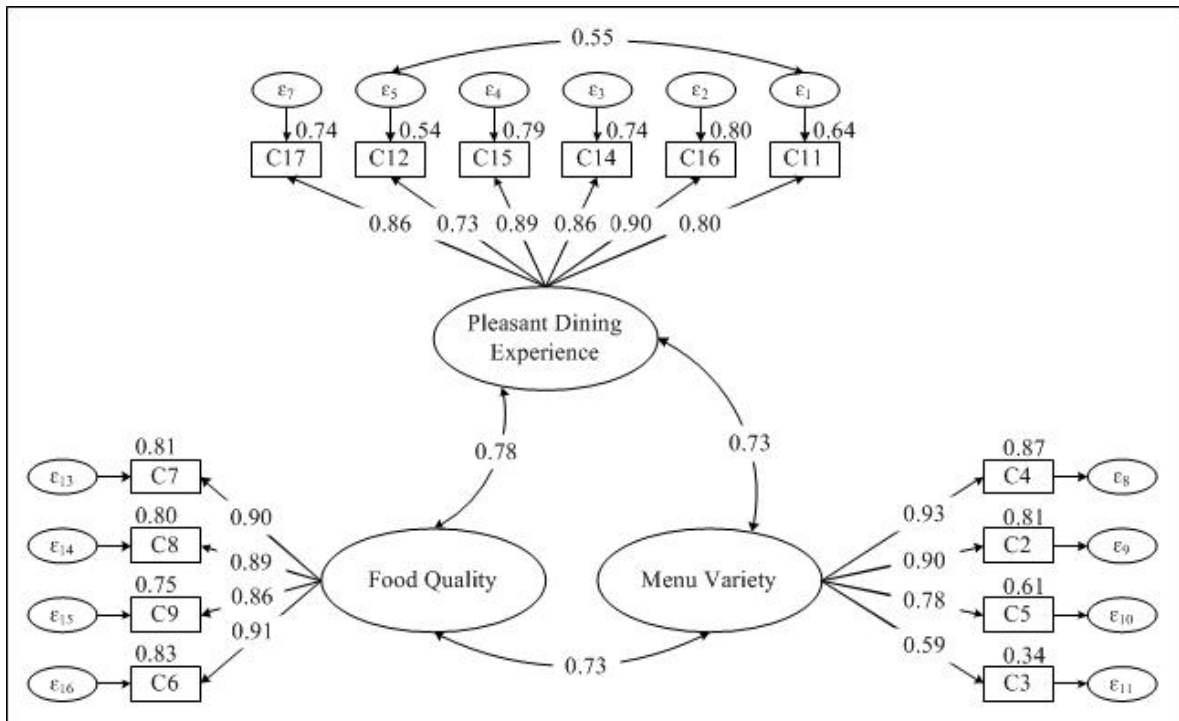 0.55
ε₇ ε₅ ε₄ ε₃ ε₂ ε₁
0.74 0.54 0.79 0.74 0.80 0.64
C17 C12 C15 C14 C16 C11
0.86 0.73 0.89 0.86 0.90 0.80
Pleasant Dining
Experience
0.78 0.73
0.81
ε₁₃ C7
0.90
0.80
ε₁₄ C8
0.89
0.75
ε₁₅ C9
0.86
0.91
0.83
ε₁₆ C6
Food Quality
Menu Variety
0.73
0.87
C4 ε₈
0.93
0.81
C2 ε₉
0.90
0.78
0.61
C5 ε₁₀
0.59
0.34
C3 ε₁₁